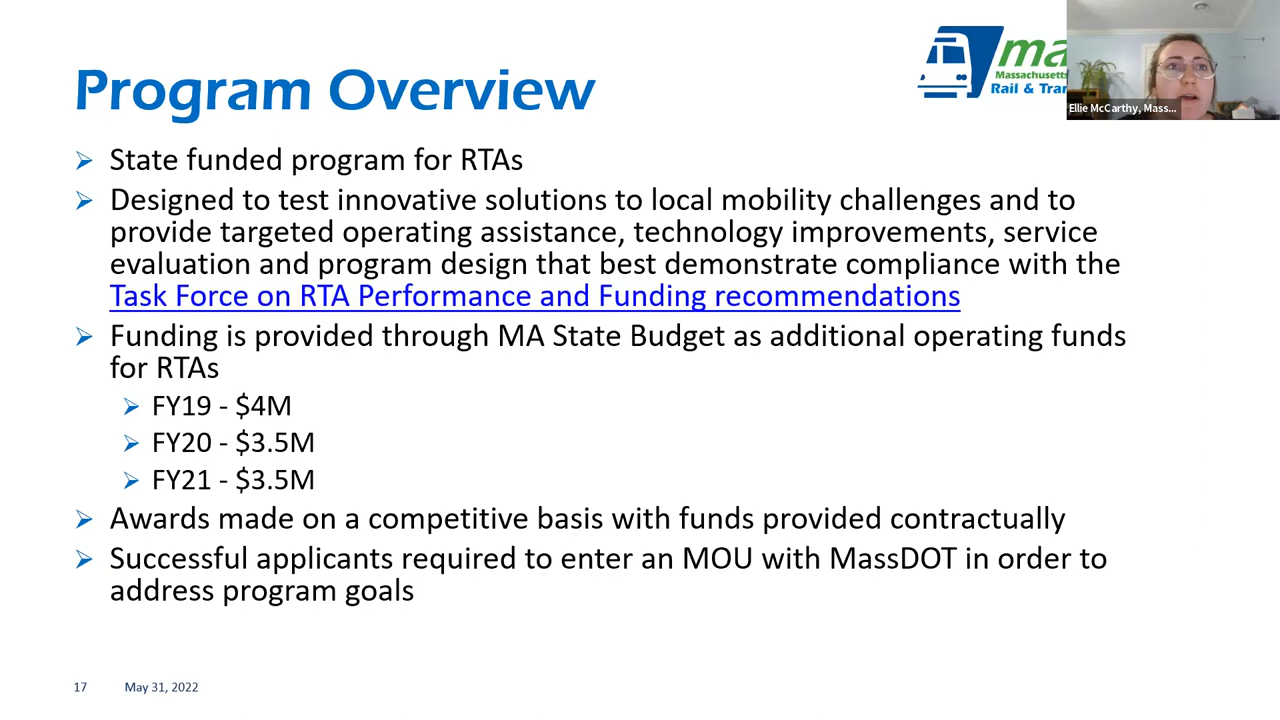 Program Overview
ma
Massachusetts
Rail & Tran
Ellie McCarthy, Mass...
➢ State funded program for RTAs
➢ Designed to test innovative solutions to local mobility challenges and to
provide targeted operating assistance, technology improvements, service
evaluation and program design that best demonstrate compliance with the
Task Force on RTA Performance and Funding recommendations
➢ Funding is provided through MA State Budget as additional operating funds
for RTAs
➢ FY19 - $4M
➢ FY20 - $3.5M
➢ FY21 - $3.5M
➢ Awards made on a competitive basis with funds provided contractually
➢ Successful applicants required to enter an MOU with MassDOT in order to
address program goals
17 May 31, 2022